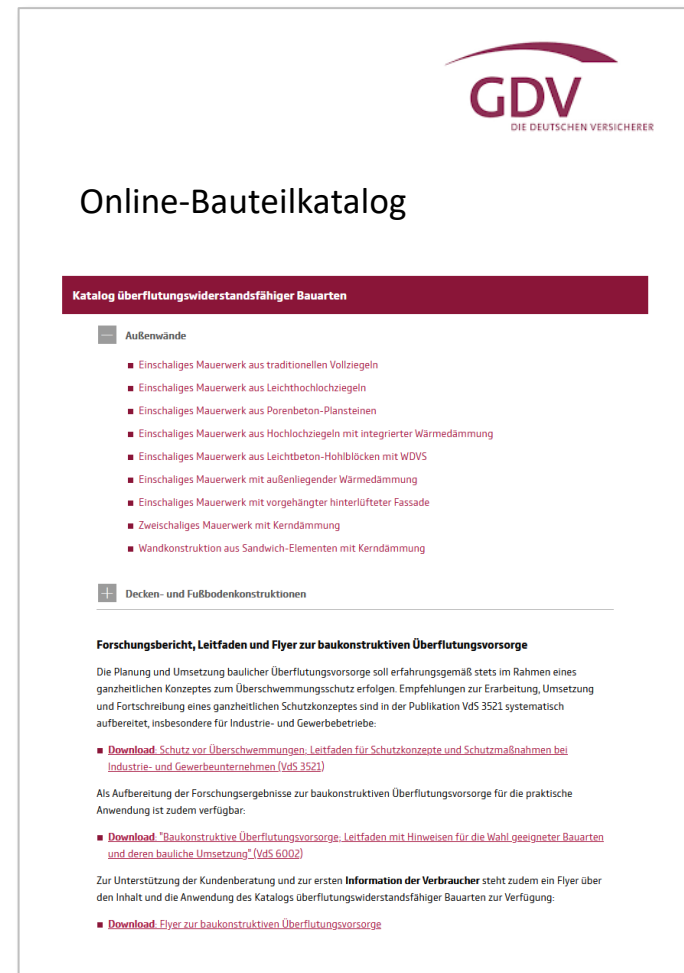 GDV
DIE DEUTSCHEN VERSICHERER
Online-Bauteilkatalog
Katalog überflutungswiderstandsfähiger Bauarten
Außenwände
Einschaliges Mauerwerk aus traditionellen Vollziegeln
Einschaliges Mauerwerk aus Leichthochlochziegeln
Einschaliges Mauerwerk aus Porenbeton-Plansteinen
Einschaliges Mauerwerk aus Hochlochziegeln mit integrierter Wärmedämmung
Einschaliges Mauerwerk aus Leichtbeton-Hohlblöcken mit WDVS
Einschaliges Mauerwerk mit außenliegender Wärmedämmung
Einschaliges Mauerwerk mit vorgehängter hinterlüfteter Fassade
Zweischaliges Mauerwerk mit Kerndämmung
Wandkonstruktion aus Sandwich-Elementen mit Kerndämmung
Decken- und Fußbodenkonstruktionen
Forschungsbericht, Leitfaden und Flyer zur baukonstruktiven Überflutungsvorsorge
Die Planung und Umsetzung baulicher Überflutungsvorsorge soll erfahrungsgemäß stets im Rahmen eines
ganzheitlichen Konzeptes zum Überschwemmungsschutz erfolgen. Empfehlungen zur Erarbeitung, Umsetzung
und Fortschreibung eines ganzheitlichen Schutzkonzeptes sind in der Publikation VdS 3521 systematisch
aufbereitet, insbesondere für Industrie- und Gewerbebetriebe:
Download: Schutz vor Überschwemmungen; Leitfaden für Schutzkonzepte und Schutzmaßnahmen bei
Industrie- und Gewerbeunternehmen (VdS 3521)
Als Aufbereitung der Forschungsergebnisse zur baukonstruktiven Überflutungsvorsorge für die praktische
Anwendung ist zudem verfügbar:
Download: "Baukonstruktive Überflutungsvorsorge; Leitfaden mit Hinweisen für die Wahl geeigneter Bauarten
und deren bauliche Umsetzung" (VdS 6002)
Zur Unterstützung der Kundenberatung und zur ersten Information der Verbraucher steht zudem ein Flyer über
den Inhalt und die Anwendung des Katalogs überflutungswiderstandsfähiger Bauarten zur Verfügung:
Download: Flyer zur baukonstruktiven Überflutungsvorsorge